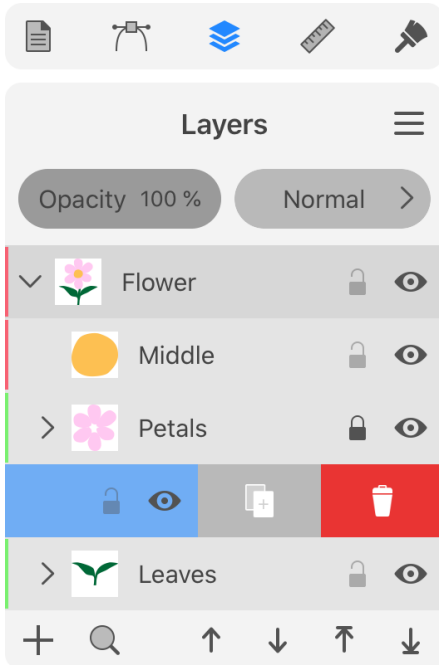 Layers
Opacity 100 %
Normal
Flower
Middle
Petals
Leaves